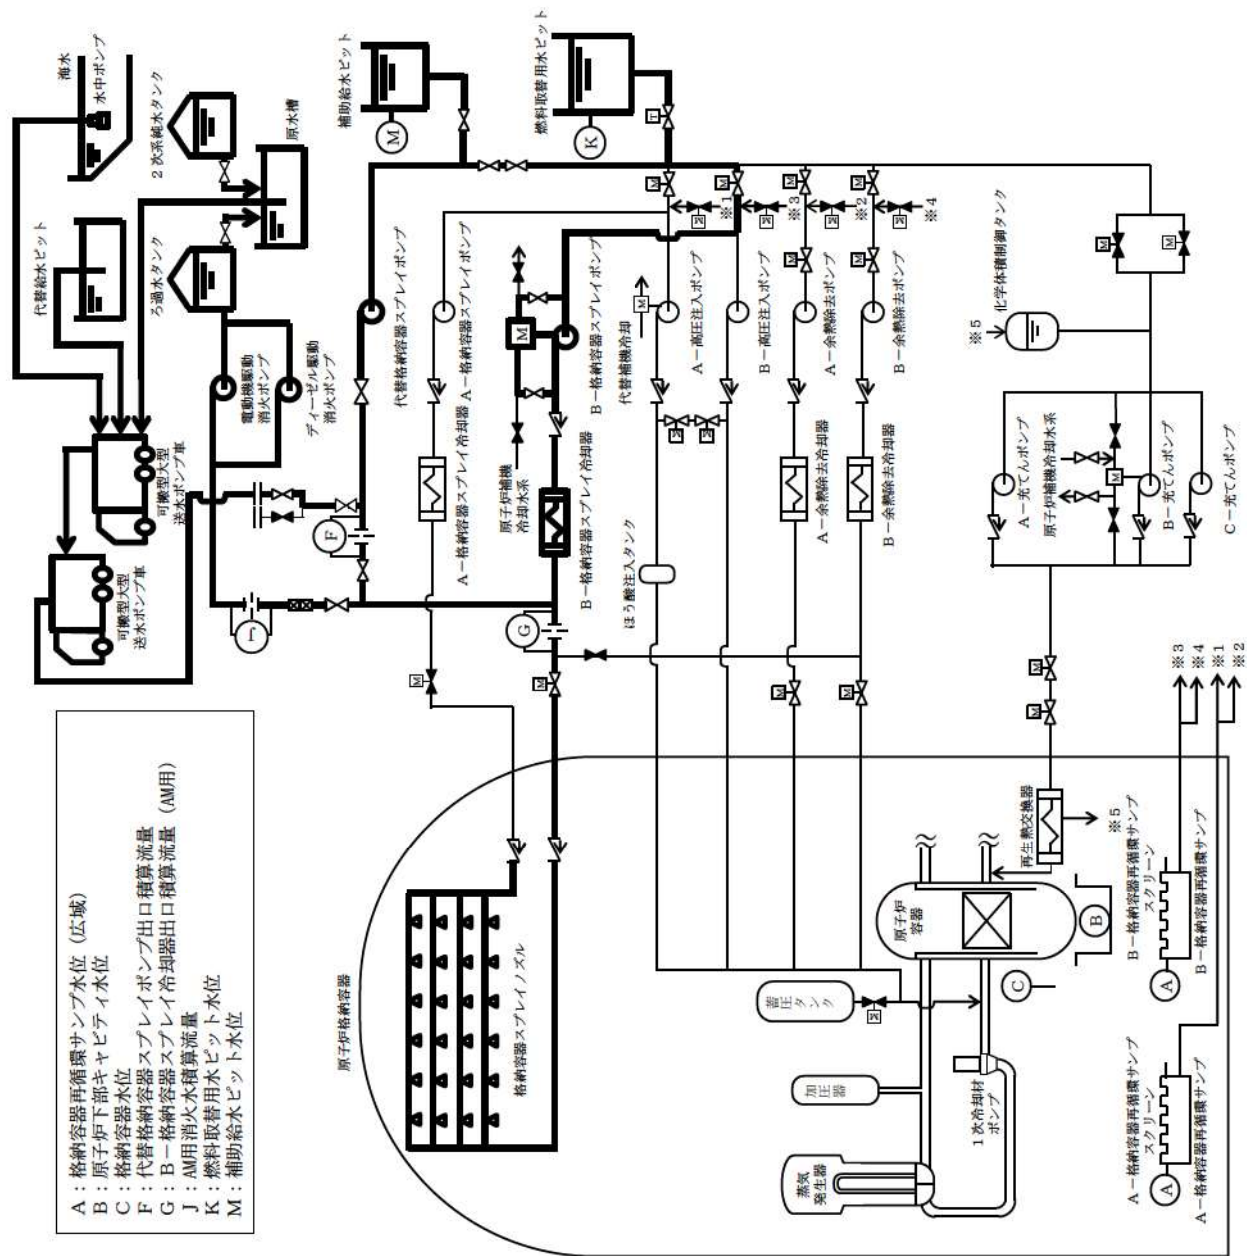 A：格納容器再循環サンプ水位（広域）
B：原子炉下部キャビティ水位
C：格納容器水位
F：代替格納容器スプレイポンプ出口積算流量
G：B－格納容器スプレイ冷却器出口積算流量（AM用）
J：AM用消火水積算流量
K：燃料取替用水ピット水位
M：補助給水ピット水位
可搬型大型
送水ポンプ車
可搬型大型
送水ポンプ車
海水
水中ポンプ
代替給水ピット
２次系純水タンク
ろ過水タンク
原水槽
電動機駆動
消火ポンプ
ディーゼル駆動
消火ポンプ
補助給水ピット
M
燃料取替用水ピット
K
J
F
G
代替格納容器スプレイポンプ
A－格納容器スプレイポンプ
A－格納容器スプレイ冷却器
B－格納容器スプレイポンプ
B－格納容器スプレイ冷却器
原子炉補機
冷却水系
M
代替補機冷却
M
A－高圧注入ポンプ
B－高圧注入ポンプ
A－余熱除去ポンプ
B－余熱除去ポンプ
A－余熱除去冷却器
B－余熱除去冷却器
ほう酸注入タンク
T
M
M
M
M
M
M
※1
※3
※2
※4
※5
化学体積制御タンク
M
M
A－充てんポンプ
原子炉補機冷却水系
M
B－充てんポンプ
C－充てんポンプ
M
M
M
M
M
M
原子炉格納容器
格納容器スプレイノズル
蓄圧タンク
加圧器
蒸気
発生器
１次冷却材
ポンプ
原子炉
容器
C
B
再生熱交換器
※5
A－格納容器再循環サンプ
スクリーン
A
A－格納容器再循環サンプ
B－格納容器再循環サンプ
スクリーン
A
B－格納容器再循環サンプ
※3
※4
※1
※2